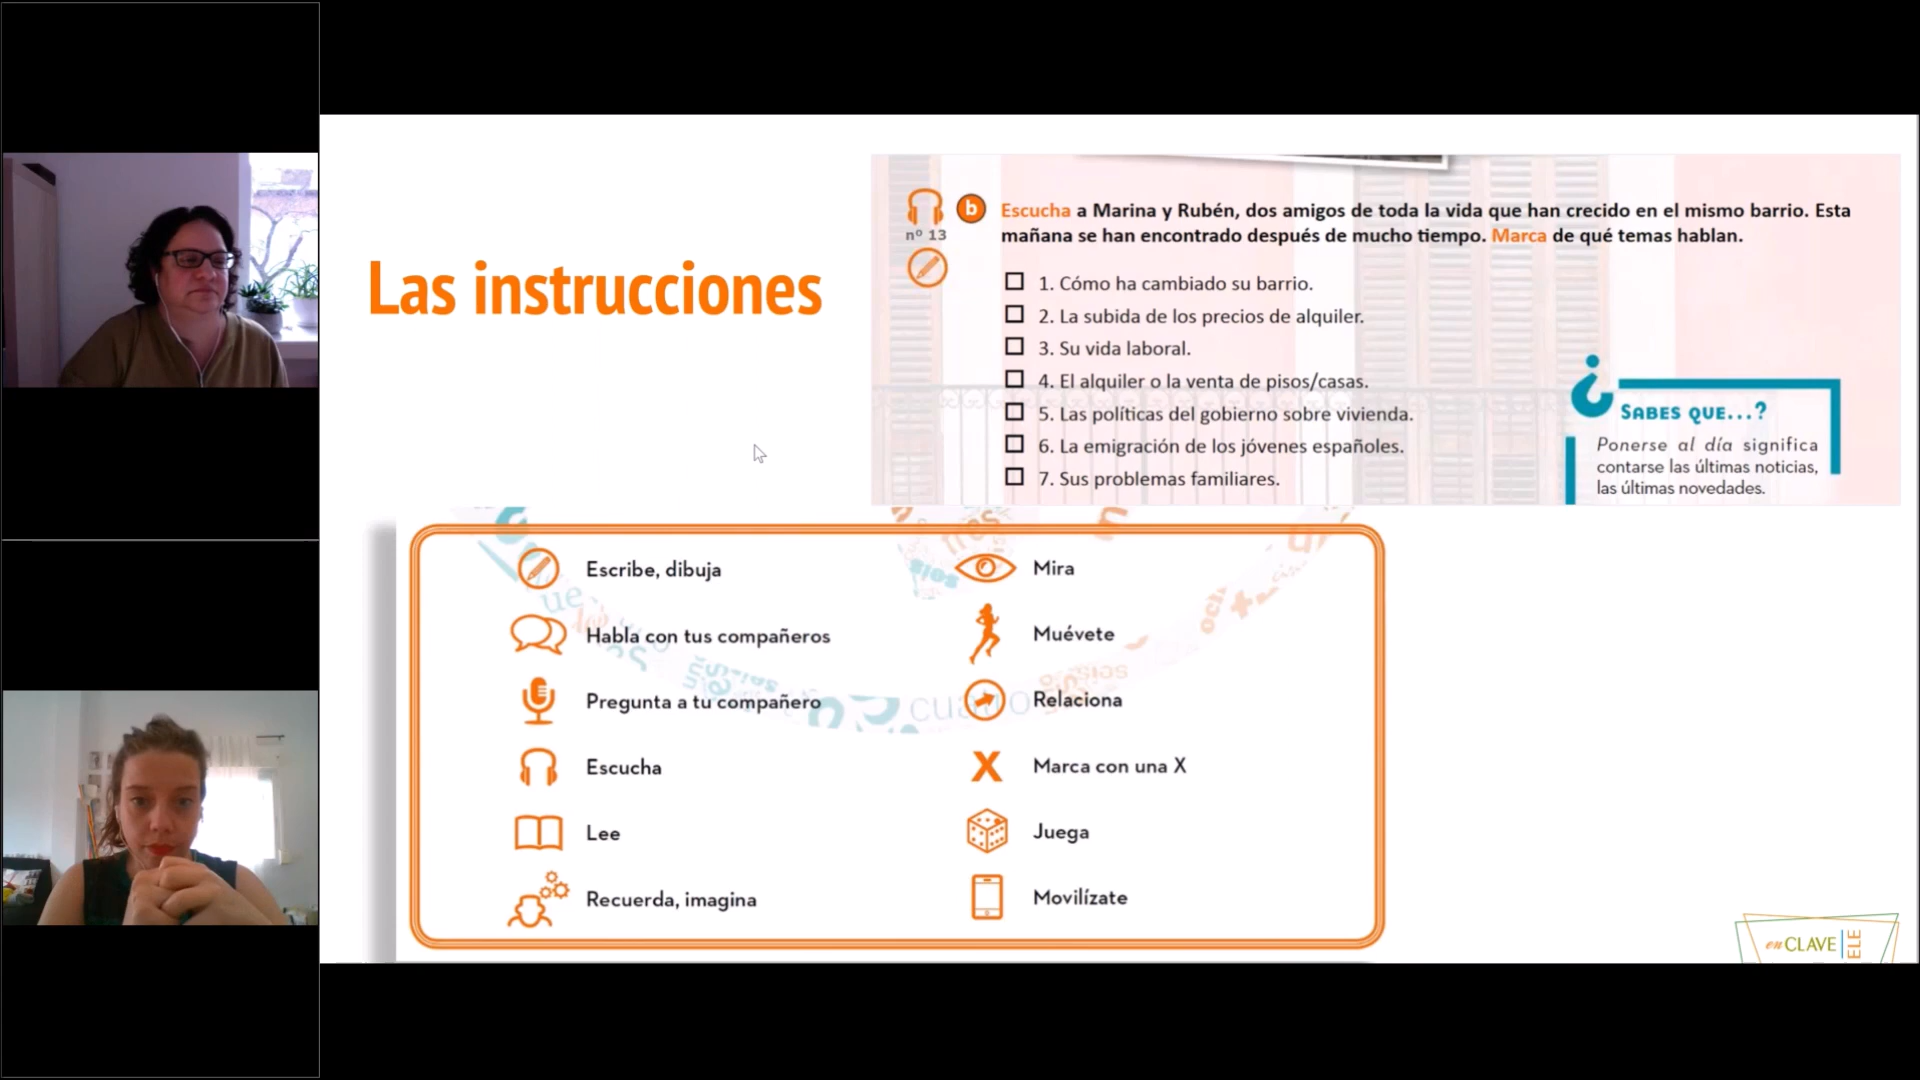 Las instrucciones
nº 13
b
Escucha a Marina y Rubén, dos amigos de toda la vida que han crecido en el mismo barrio. Esta
mañana se han encontrado después de mucho tiempo. Marca de qué temas hablan.
1. Cómo ha cambiado su barrio.
2. La subida de los precios de alquiler.
3. Su vida laboral.
4. El alquiler o la venta de pisos/casas.
5. Las políticas del gobierno sobre vivienda.
6. La emigración de los jóvenes españoles.
7. Sus problemas familiares.
¿SABES QUE...?
Ponerse al día significa
contarse las últimas noticias,
las últimas novedades.
Escribe, dibuja
Habla con tus compañeros
Pregunta a tu compañero
Escucha
Lee
Recuerda, imagina
Mira
Muévete
Relaciona
Marca con una X
Juega
Movilízate
cuatro
seis
ue
enCLAVE ELE